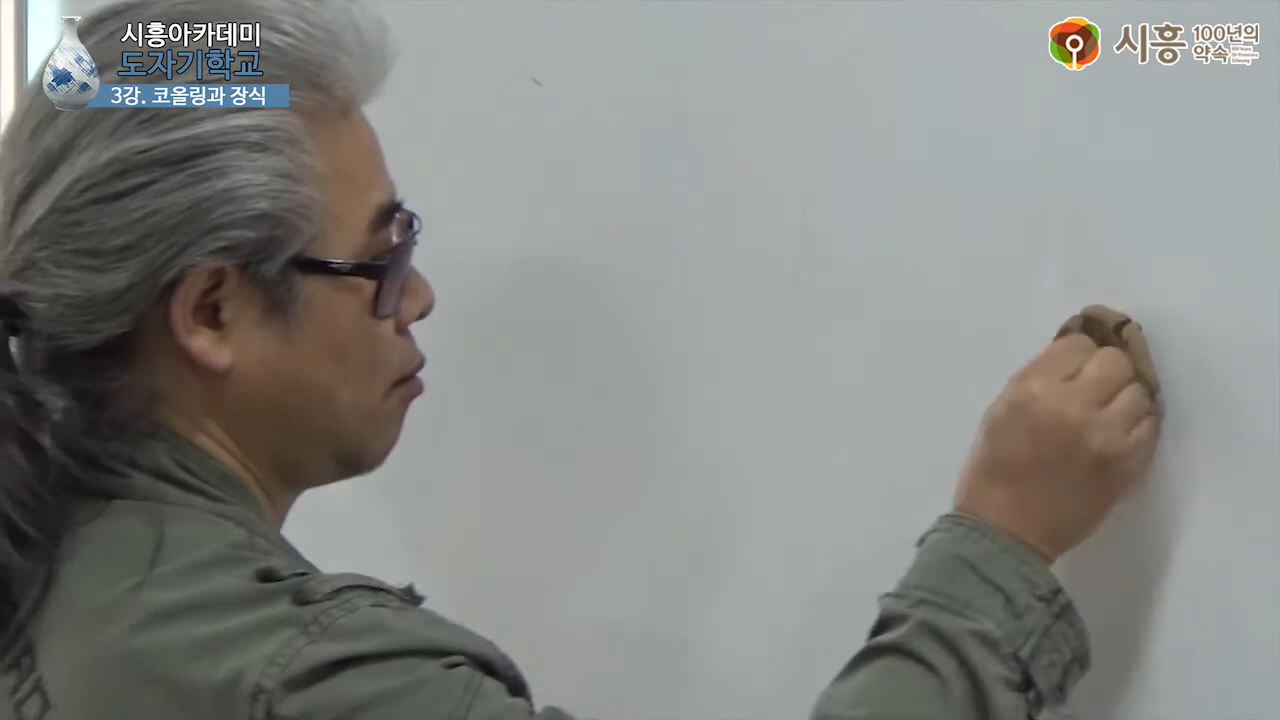 시흥아카데미
도자기학교
3강. 코올링과 장식
시흥 100년의
약속